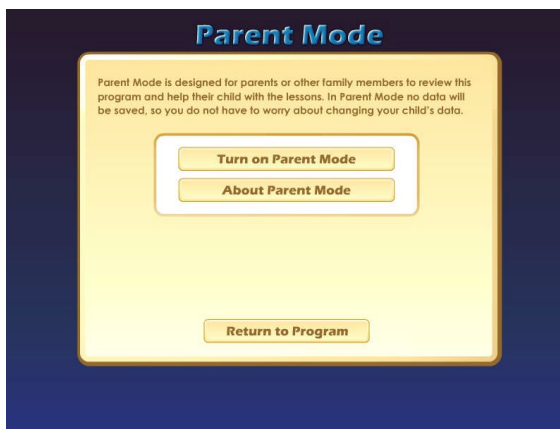 Parent Mode
Parent Mode is designed for parents or other family members to review this
program and help their child with the lessons. In Parent Mode no data will
be saved, so you do not have to worry about changing your child's data.
Turn on Parent Mode
About Parent Mode
Return to Program